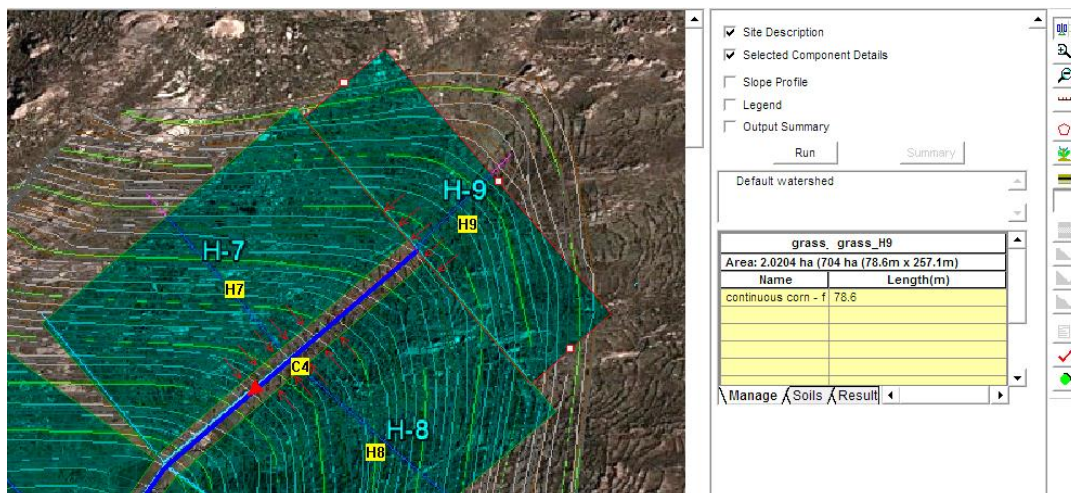 H-7
H7
H-9
H9
C4
H-8
H8
Site Description
Selected Component Details
Slope Profile
Legend
Output Summary
Run Summary
Default watershed
grass_ grass_H9
Area: 2.0204 ha (704 ha (78.6m x 257.1m)
Name Length(m)
continuous corn - f 78.6
Manage Soils Result